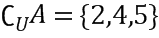 ∁_U A = {2,4,5}